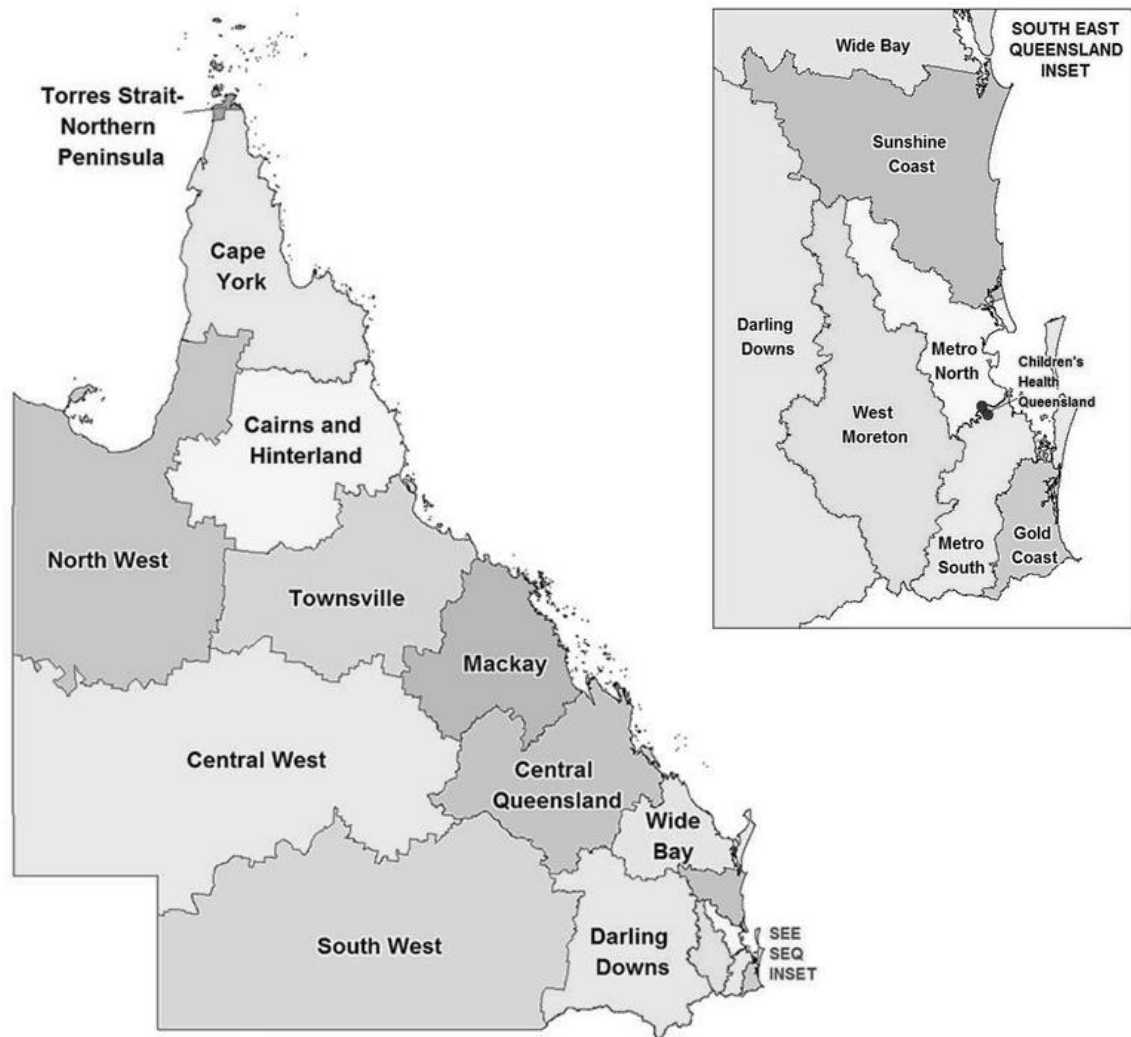 Torres Strait-
Northern
Peninsula
Cape
York
Cairns and
Hinterland
North West
Townsville
Mackay
Central West
Central
Queensland
Wide
Bay
South West
Darling
Downs
SEE
SEQ
INSET
SOUTH EAST
QUEENSLAND
INSET
Wide Bay
Sunshine
Coast
Darling
Downs
Metro
North
Children's
Health
Queensland
West
Moreton
Metro
South
Gold
Coast